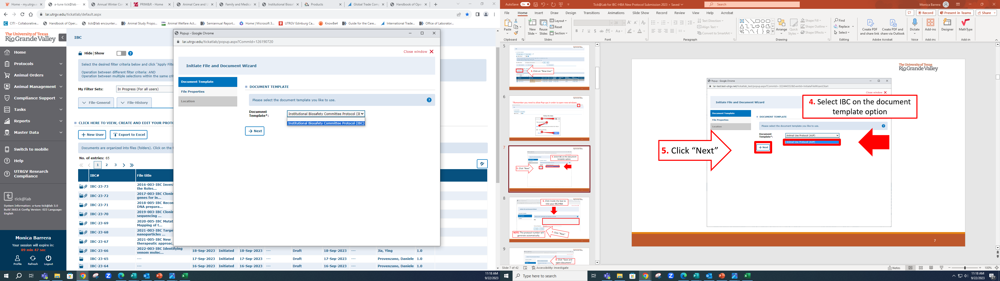 Home - my.utrgv.e
a-tune tick@lab -
Annual Winter Con
PRIM&R - Home
Animal Care and U
Family and Medica
Institutional Biosaf
Products
Global Trade Comp
Handbook of Oper
lar.utrgv.edu/tickatlab/default.aspx
CITI - Collaborative...
Handbook of Oper...
tick@lab encounter...
Animal Study Propo...
Animal Welfare Act...
Semiannual Report...
Home | Microsoft 3...
UTRGV Edinburg Ca...
KnowBe4
Guide for the Care...
International Trade...
Office of Laborator...
The University of Texas
Rio Grande Valley
Home
Protocols
Animal Orders
Animal Management
Compliance Support
Tasks
Reports
Master Data
Switch to mobile
Help
UTRGV Research
Compliance
tick@lab
System Information: a-tune tick@lab 3.0
Build 3663.6 Config Version: 023 Language:
English
Monica Barrera
Your session will expire in:
89 min 47 sec
Profile Refresh Logout
IBC
Hide|Show
Select the desired filter criteria below and click "Apply Filte
Operation between different filter criteria: AND
Operation between multiple selections within the same crit
My Filter Sets: In Progress (For all users)
File-General File-History
CLICK HERE TO VIEW, CREATE AND EDIT YOUR PROTO
New User Export to Excel
Documents are organized into files (folders). Click on the f
No. of entries: 65
1 2 3
IBC# File title
IBC-23-73 2016-003-IBC Invest
the Roles...
IBC-23-72 2017-003-IBC Clonin
genes for in...
IBC-23-71 2018-005-IBC Recom
DNA prepara...
IBC-23-70 2019-003-IBC Clonin
sequencing ...
IBC-23-69 2020-005-IBC Mutat
Mapping of t...
IBC-23-68 2021-003-IBC Targe
nanoparticles ...
IBC-23-67 2021-005-IBC New
therapeutic approac..
IBC-23-66 2022-003-IBC Identifying
venom molec... 18-Sep-2023 Initiated 18-Sep-2023 --- Draft 18-Sep-2023 --- Jia, Ying 1.0
IBC-23-65 --- 17-Sep-2023 Initiated 17-Sep-2023 --- Draft 17-Sep-2023 --- Provenzano, Daniele 1.0
IBC-23-64 --- 16-Sep-2023 Initiated 16-Sep-2023 --- Draft 16-Sep-2023 --- Provenzano, Daniele 1.0
Popup - Google Chrome
lar.utrgv.edu/tickatlab/popup.aspx?CommId=126190720
Close window
Initiate File and Document Wizard
Document Template
File Properties
Location
DOCUMENT TEMPLATE
Please select the document template you like to use.
Document
Template*:
Institutional Biosafety Committee Protocol (IE
Institutional Biosafety Committee Protocol (IBC)
Next
11:18 AM
9/22/2023
AutoSave On
Tick@Lab for IBC-HBA New Protocol Submission 2023 • Saved
Search
Monica Barrera
File Home Insert Draw Design Transitions Animations Slide Show Record Review View Help Acrobat
Record Present in Teams Share
Paste
Clipboard
New
Slide
Reuse
Slides
Layout
Reset
Section
Slides
28
Font
Text Direction
Align Text
Convert to SmartArt
Paragraph
Arrange
Quick
Styles
Shape Fill
Shape Outline
Shape Effects
Drawing
Find
Replace
Select
Editing
Create PDF
and share link
Create PDF and
share via Outlook
Adobe Acrobat
Dictate
Voice
Add-ins
Add-ins
Designer
MathType
Add-in
5
3. Click on "New User"
6
*Remember you need to allow Pop-ups in order to open new windows.
Follow the steps
7
4. Select IBC on the document
template option
5. Click "Next"
8
6. Click inside the box to
title your IBC/HBA
NOTE: The protocol number will
generate automatically.
7. Click "Next"
9
8. Click "Save and
open document"
The University of Texas
Rio Grande Valley
Popup - Google Chrome
lar-test.test-utrgv.net/tickatlab_test/popup.aspx?CommId=-322444332&EventId=InitiateFileWizard.Start
Close window
Initiate File and Document Wizard
4. Select IBC on the document
template option
Document Template
File Properties
Location
DOCUMENT TEMPLATE
Please select the document template you like to use.
Document
Template*:
Animal Use Protocol (AUP)
Animal Use Protocol (AUP)
Next
5. Click “Next”
7
Slide 7 of 42
Accessibility: Investigate
Notes
100%
Type here to search
11:18 AM
9/22/2023
27